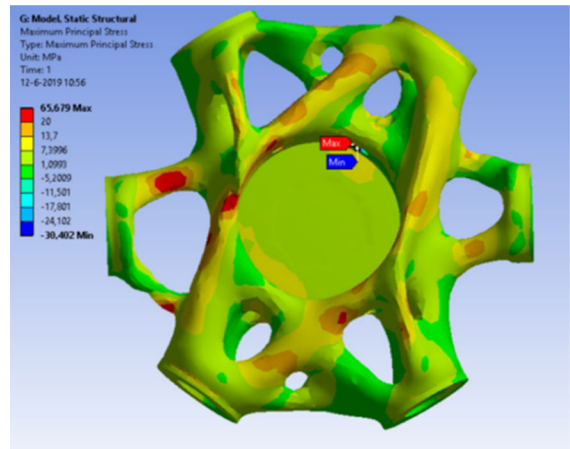 G: Model, Static Structural
Maximum Principal Stress
Type: Maximum Principal Stress
Unit: MPa
Time: 1
12-6-2019 10:56
65,679 Max
20
13,7
7,3996
1,0993
-5,2009
-11,501
-17,801
-24,102
-30,402 Min
Max
Min